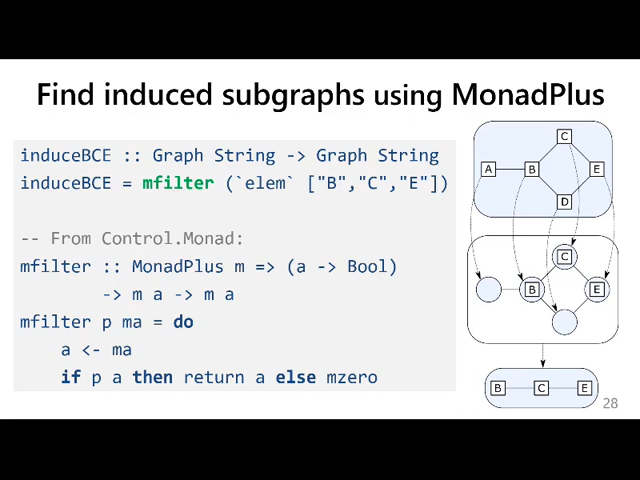 Find induced subgraphs using MonadPlus
induceBCE :: Graph String -> Graph String
induceBCE = mfilter (`elem` ["B","C","E"])
-- From Control.Monad:
mfilter :: MonadPlus m => (a -> Bool)
-> m a -> m a
mfilter p ma = do
a <- ma
if p a then return a else mzero
C
A B E
D
C
B E
B C E
28